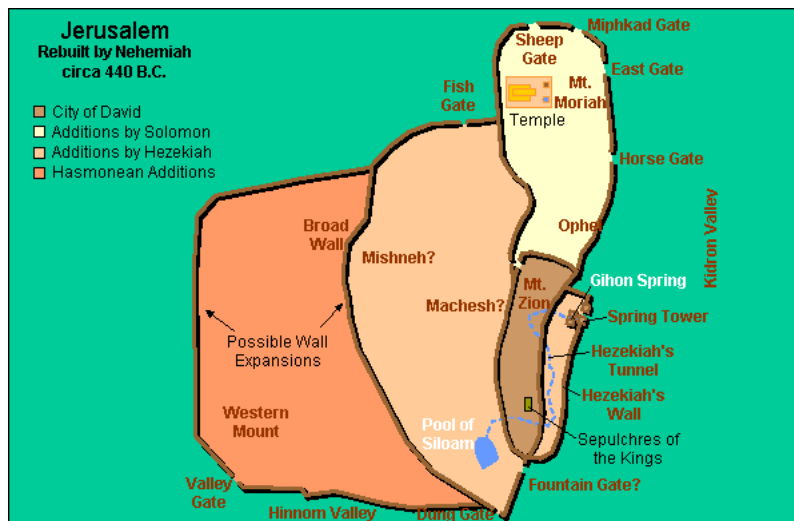 Jerusalem
Rebuilt by Nehemiah
circa 440 B.C.
City of David
Additions by Solomon
Additions by Hezekiah
Hasmonean Additions
Miphkad Gate
Sheep
Gate
East Gate
Mt.
Moriah
Fish
Gate
Temple
Horse Gate
Ophel
Kidron Valley
Broad
Wall
Mishneh?
Gihon Spring
Mt.
Zion
Machesh?
Spring Tower
Possible Wall
Expansions
Hezekiah's
Tunnel
Hezekiah's
Wall
Western
Mount
Pool of
Siloam
Sepulchres of
the Kings
Valley
Gate
Fountain Gate?
Hinnom Valley
Dung Gate